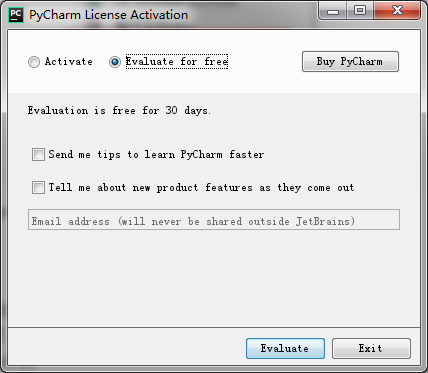 PC PyCharm License Activation
Activate Evaluate for free Buy PyCharm
Evaluation is free for 30 days.
Send me tips to learn PyCharm faster
Tell me about new product features as they come out
Email address (will never be shared outside JetBrains)
Evaluate Exit